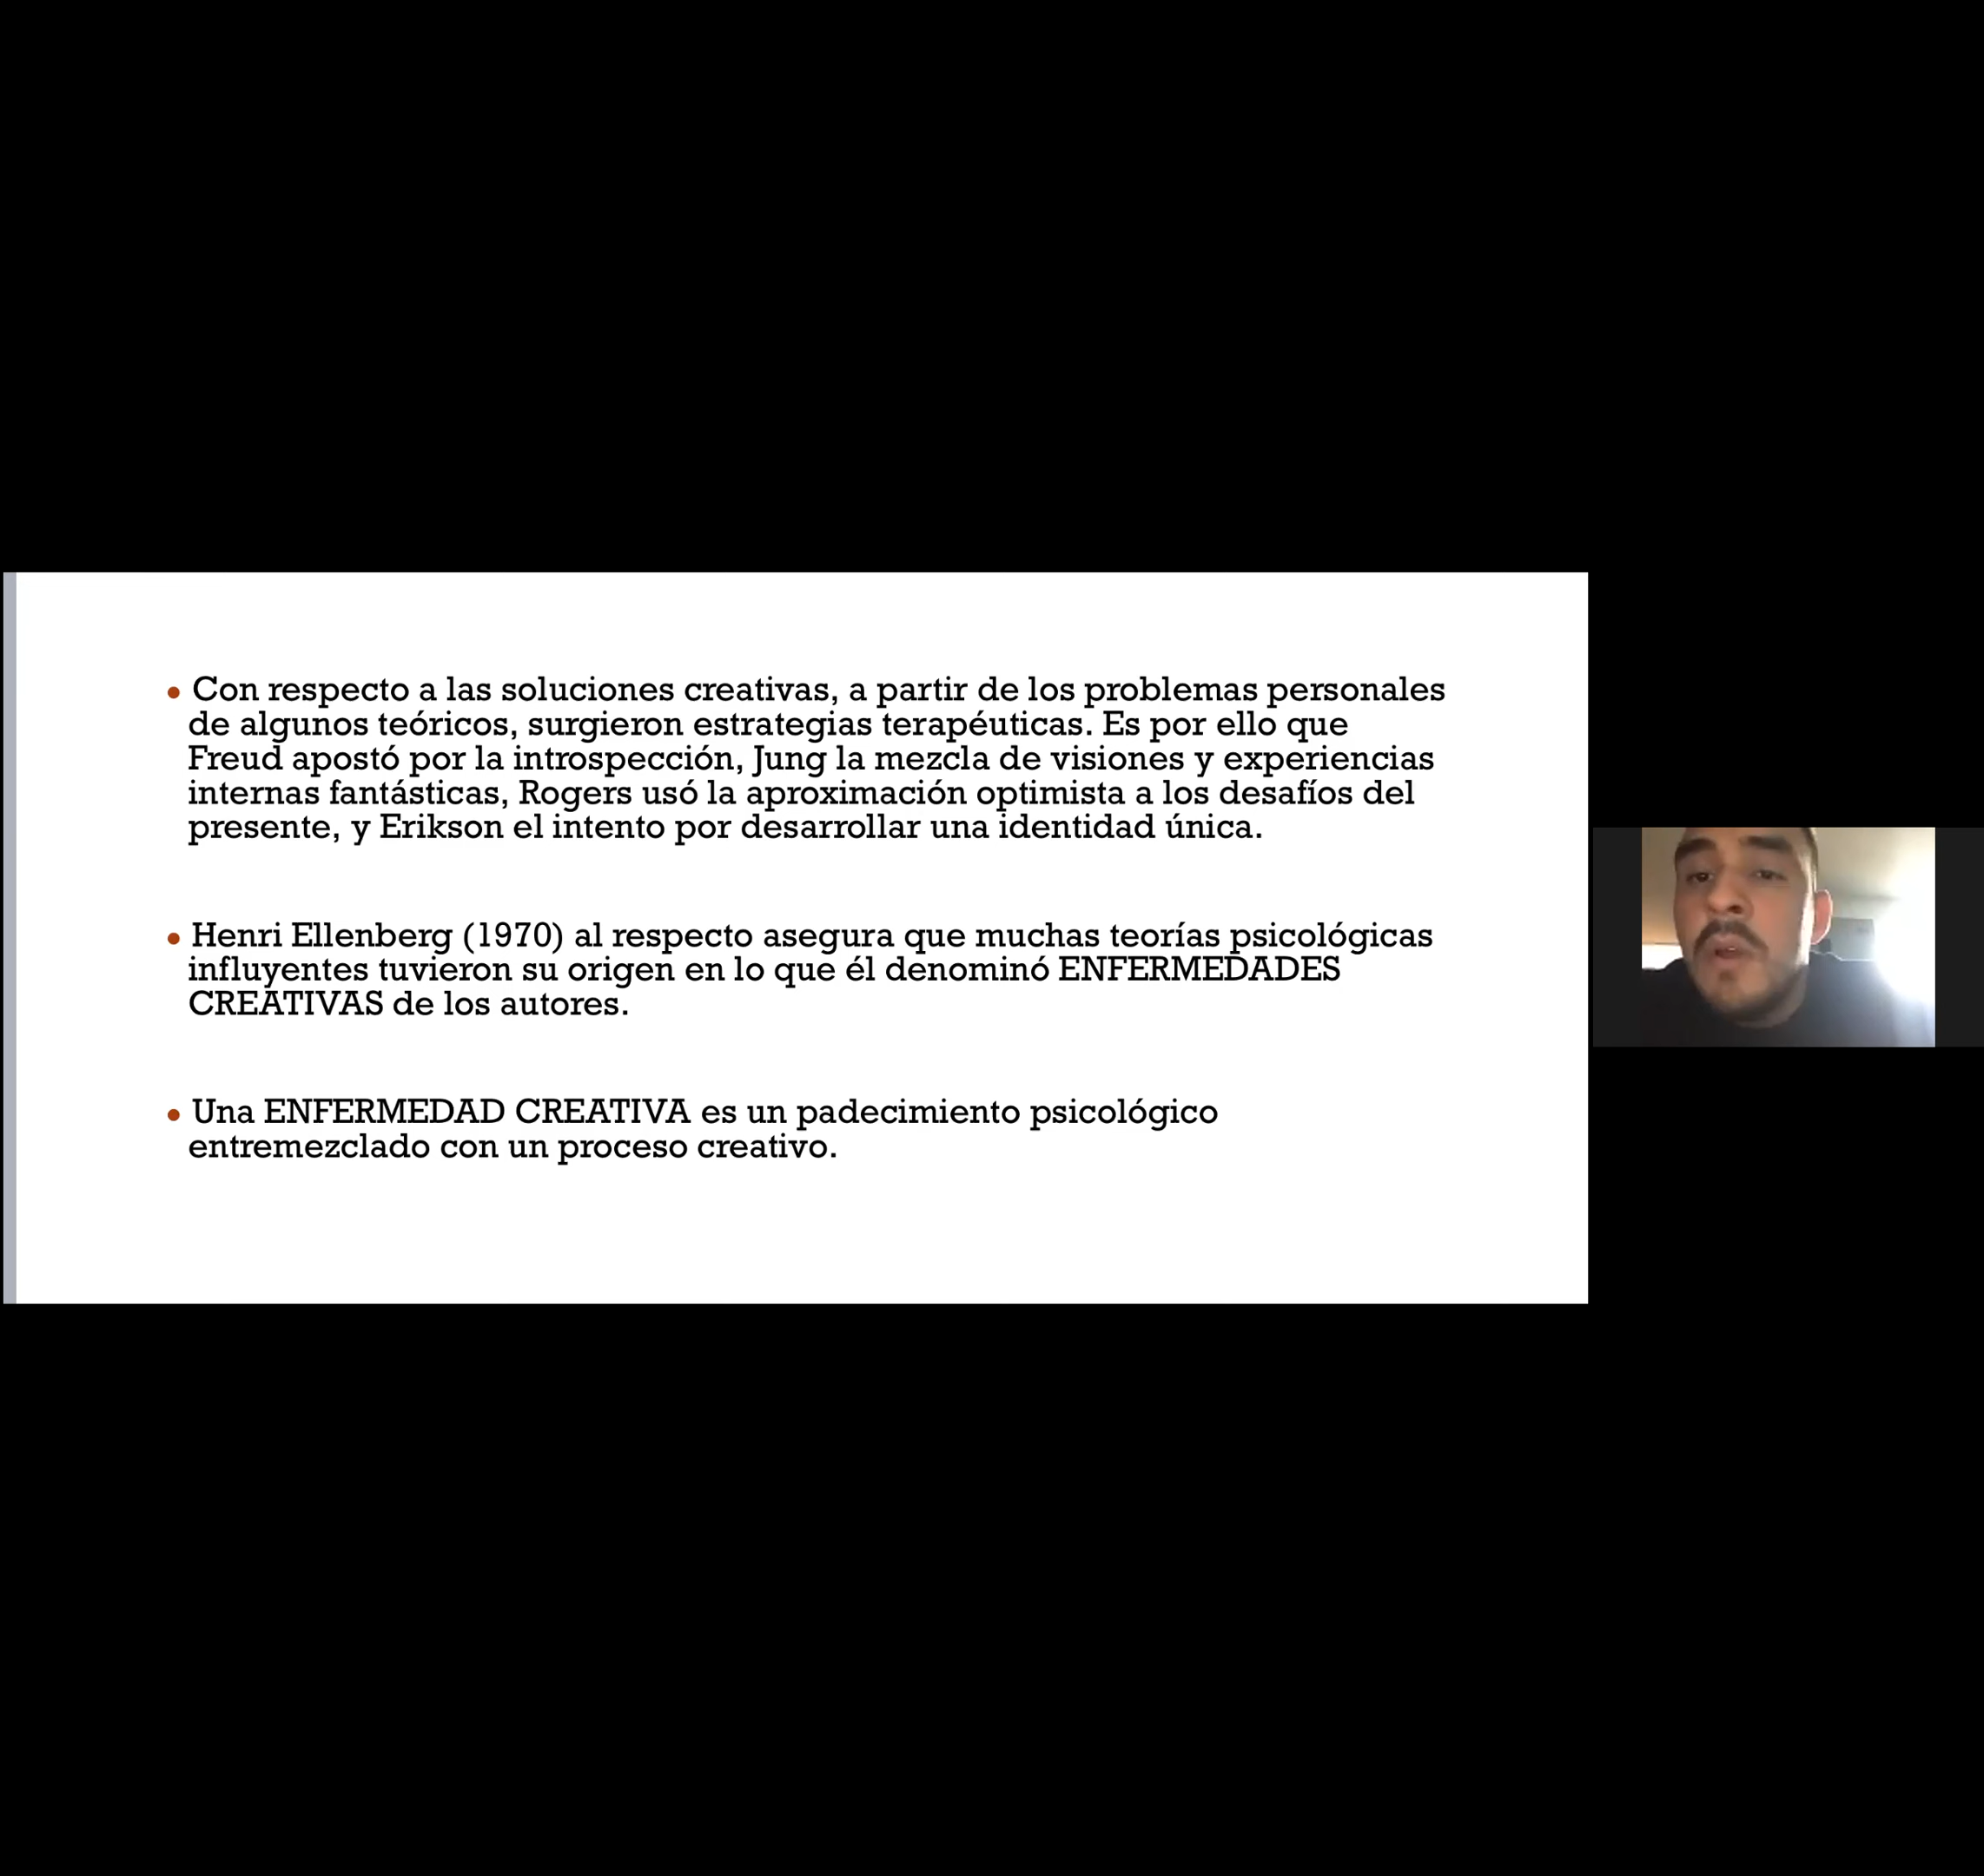 • Con respecto a las soluciones creativas, a partir de los problemas personales
de algunos teóricos, surgieron estrategias terapéuticas. Es por ello que
Freud apostó por la introspección, Jung la mezcla de visiones y experiencias
internas fantásticas, Rogers usó la aproximación optimista a los desafíos del
presente, y Erikson el intento por desarrollar una identidad única.
• Henri Ellenberg (1970) al respecto asegura que muchas teorías psicológicas
influyentes tuvieron su origen en lo que él denominó ENFERMEDADES
CREATIVAS de los autores.
• Una ENFERMEDAD CREATIVA es un padecimiento psicológico
entremezclado con un proceso creativo.